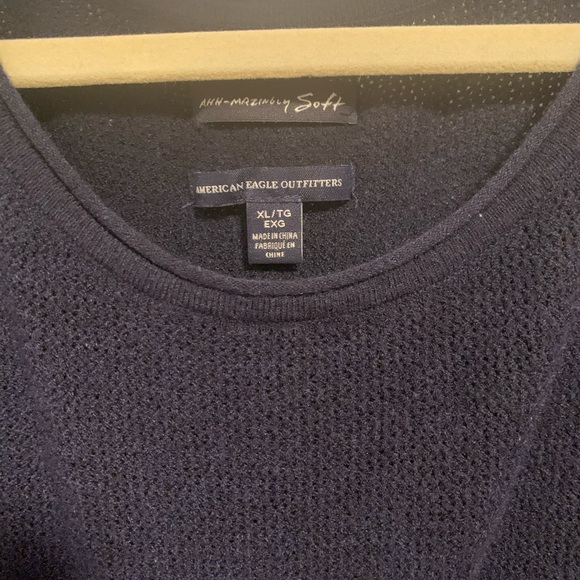 AHH-MAZINGLY Soft
AMERICAN EAGLE OUTFITTERS
XL/TG
EXG
MADE IN CHINA
FABRIQUÉ EN
CHINE